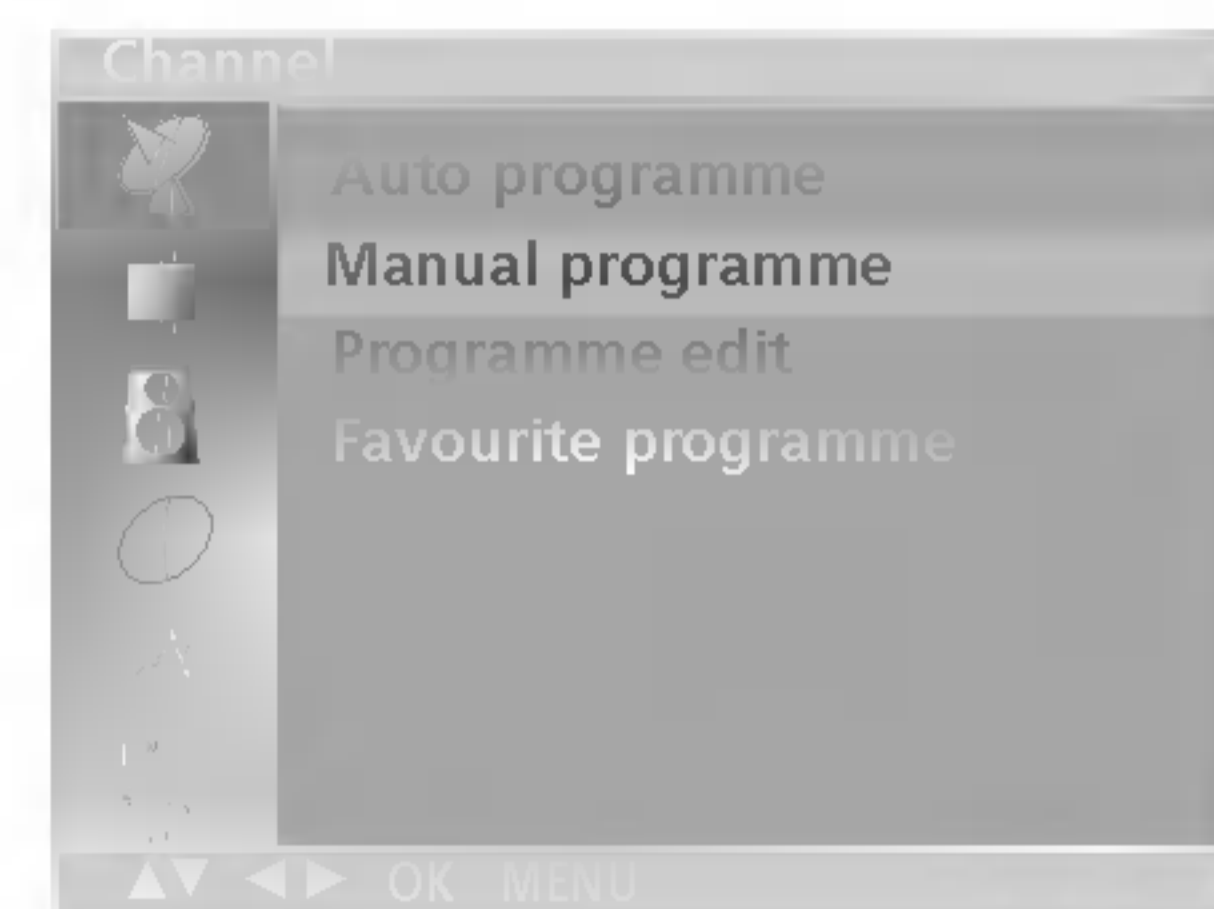 Channel
Auto programme
Manual programme
Programme edit
Favourite programme
▲▼ ◀▶ OK MENU